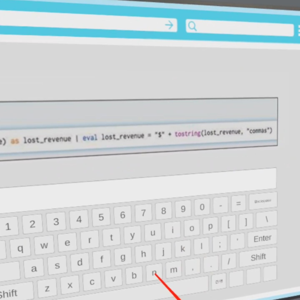 ) as lost_revenue | eval lost_revenue = "$" + tostring(lost_revenue, "commas")
1 2 3 4 5 6 7 8 9 0 - =
q w e r t y u i o p [ ] \
a s d f g h j k l ; ' Enter
Shift z x c v b n m , . / Shift